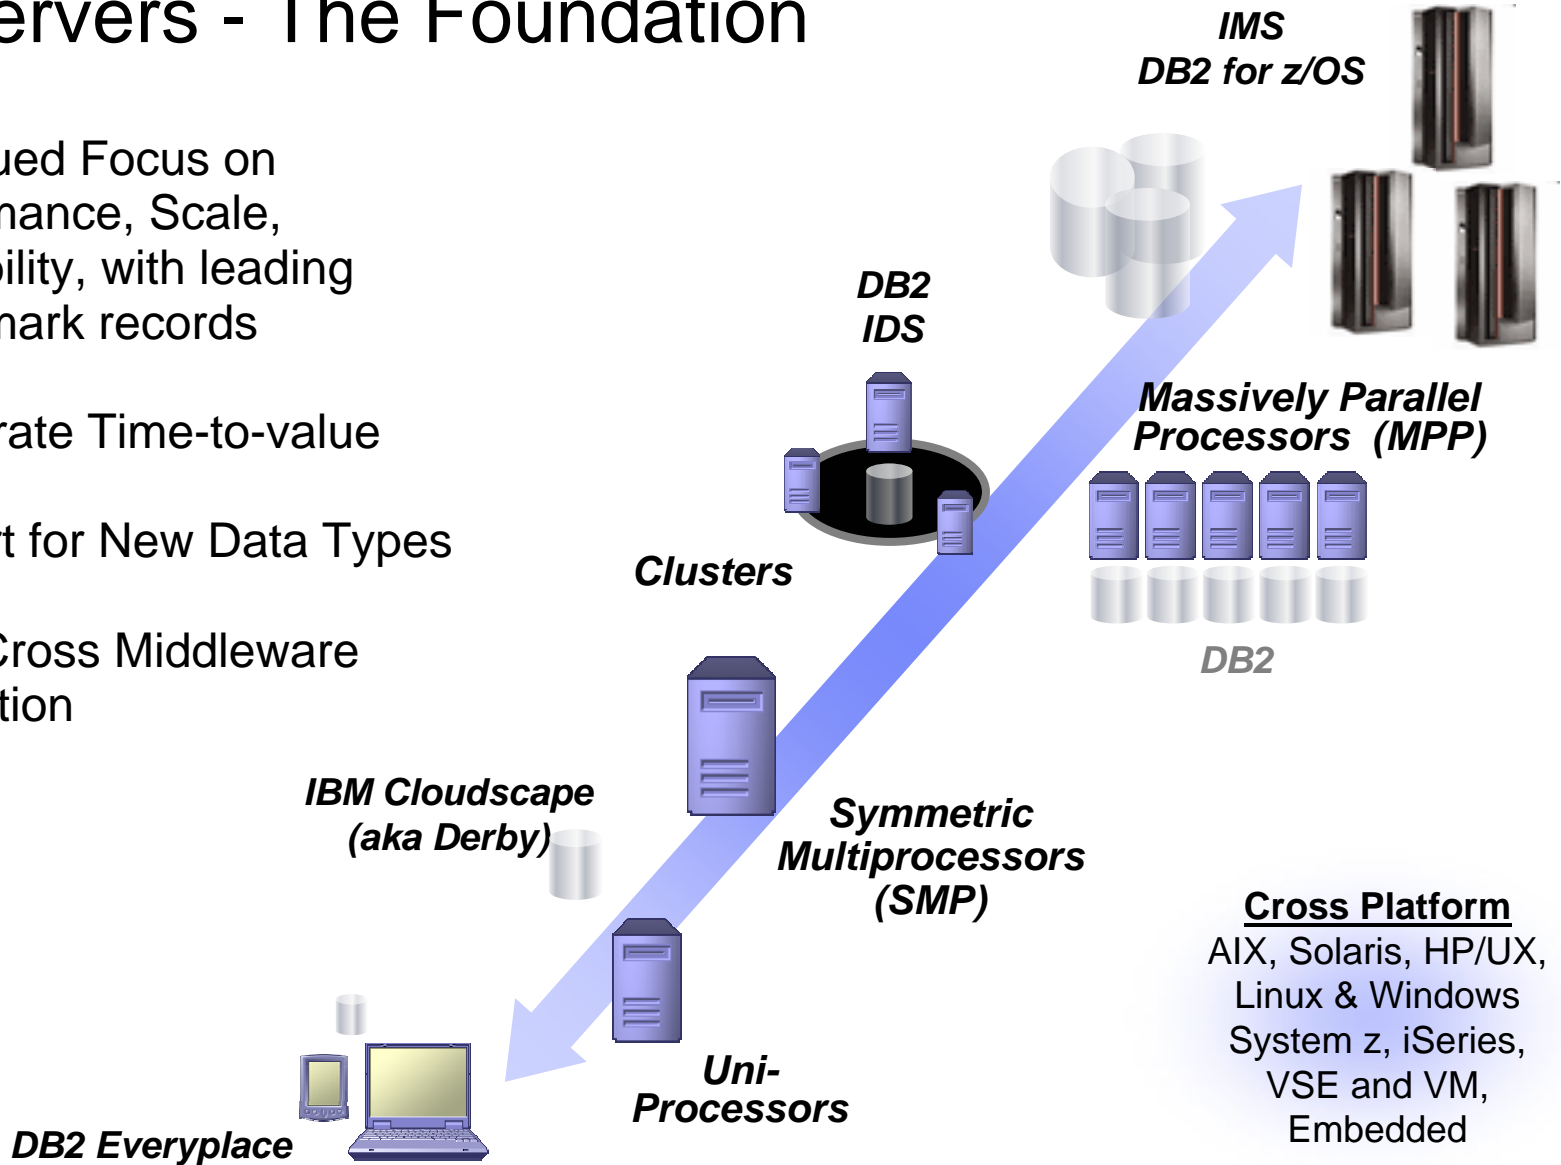 ervers - The Foundation
ued Focus on
mance, Scale,
bility, with leading
mark records
rate Time-to-value
t for New Data Types
Cross Middleware
tion
IMS
DB2 for z/OS
DB2
IDS
Massively Parallel
Processors (MPP)
Clusters
DB2
IBM Cloudscape
(aka Derby)
Symmetric
Multiprocessors
(SMP)
Uni-
Processors
DB2 Everyplace
Cross Platform
AIX, Solaris, HP/UX,
Linux & Windows
System z, iSeries,
VSE and VM,
Embedded